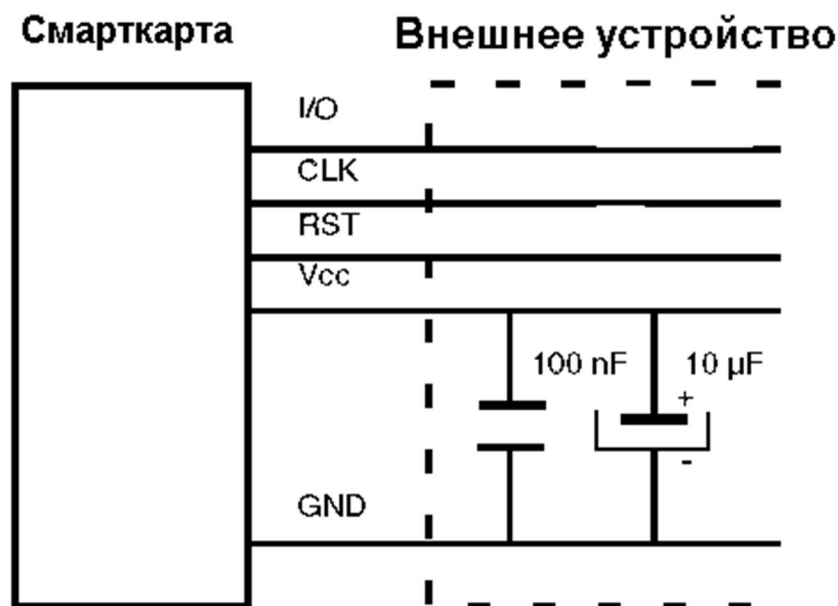 Смарткарта
Внешнее устройство
I/O
CLK
RST
Vcc
100 nF
10 µF
+
-
GND